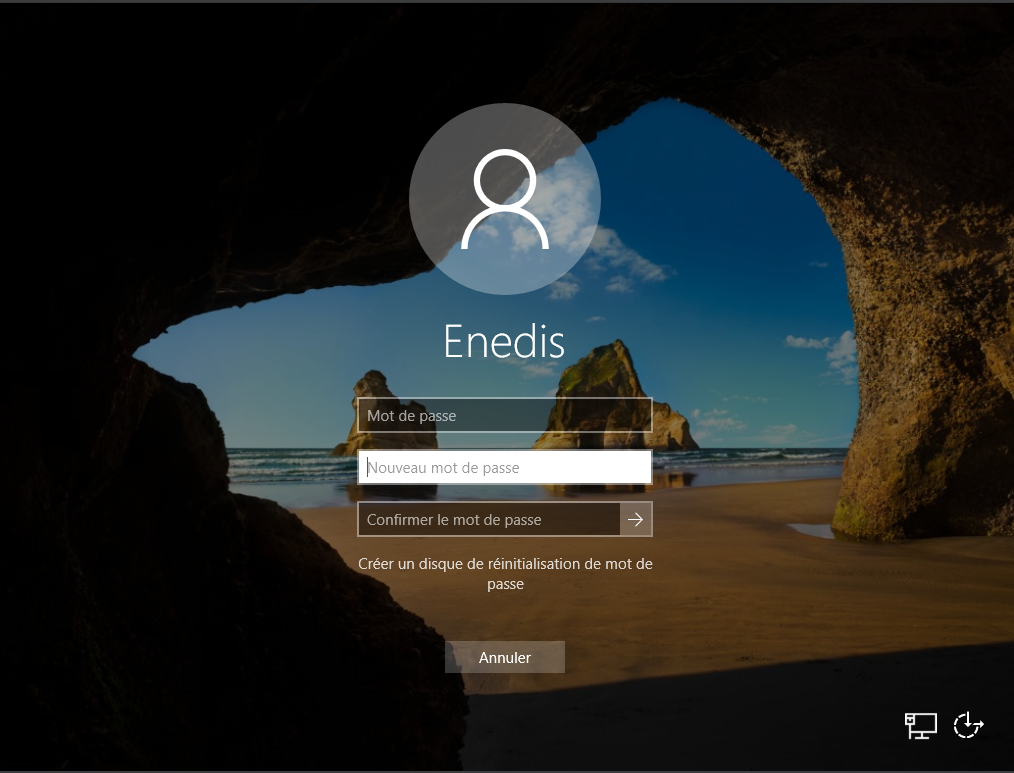 Enedis
Mot de passe
Nouveau mot de passe
Confirmer le mot de passe
Créer un disque de réinitialisation de mot de
passe
Annuler